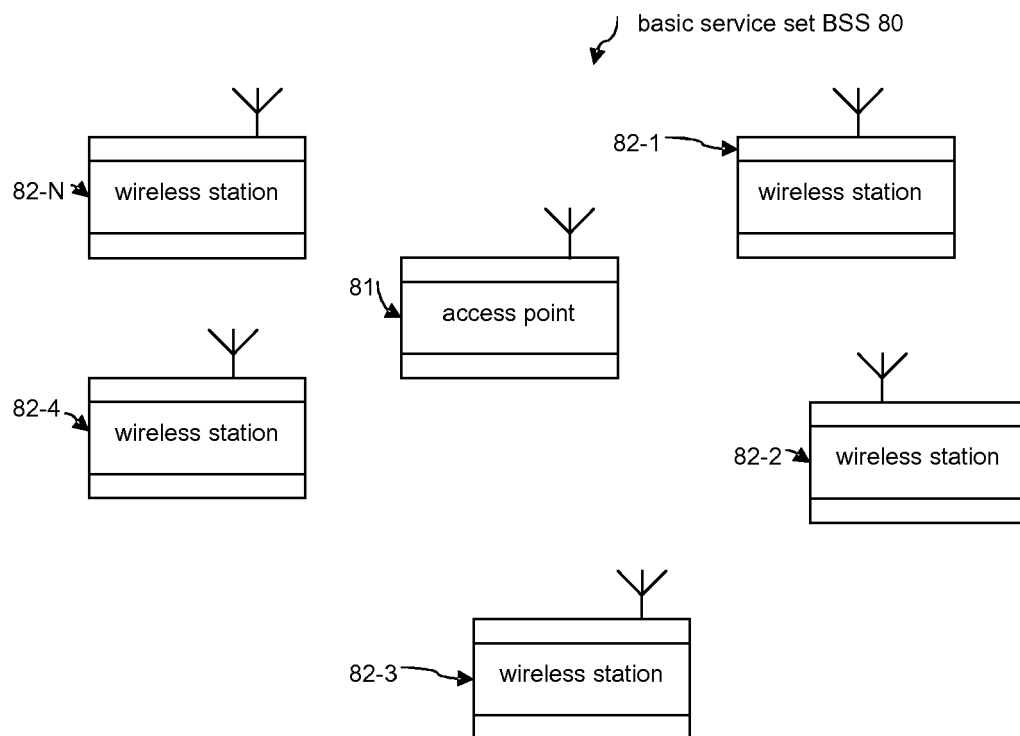 basic service set BSS 80
82-1
82-N
wireless station
wireless station
81
access point
82-4
wireless station
82-2
wireless station
82-3
wireless station